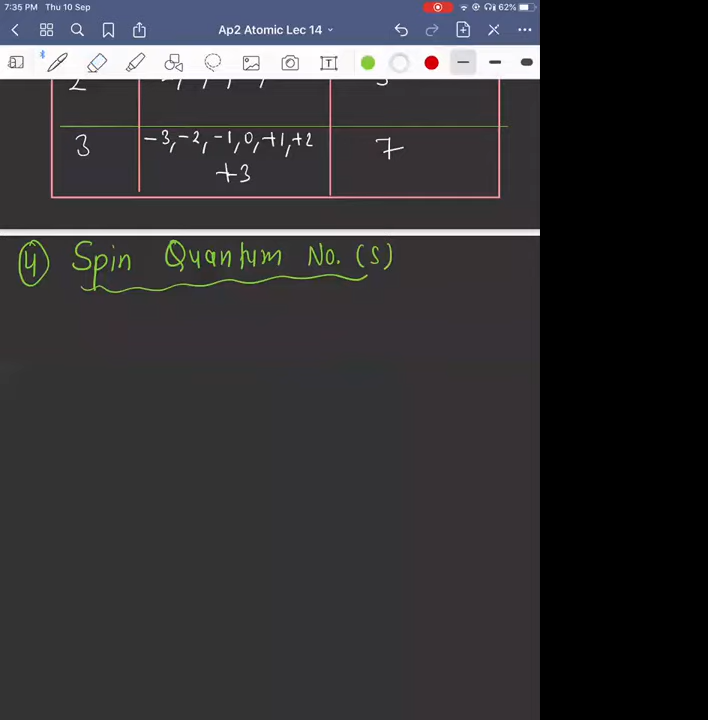 7:35 PM Thu 10 Sep
62%
Ap2 Atomic Lec 14
T
3
-3,-2,-1,0,+1,+2
+3
7
4 Spin Quantum No. (s)